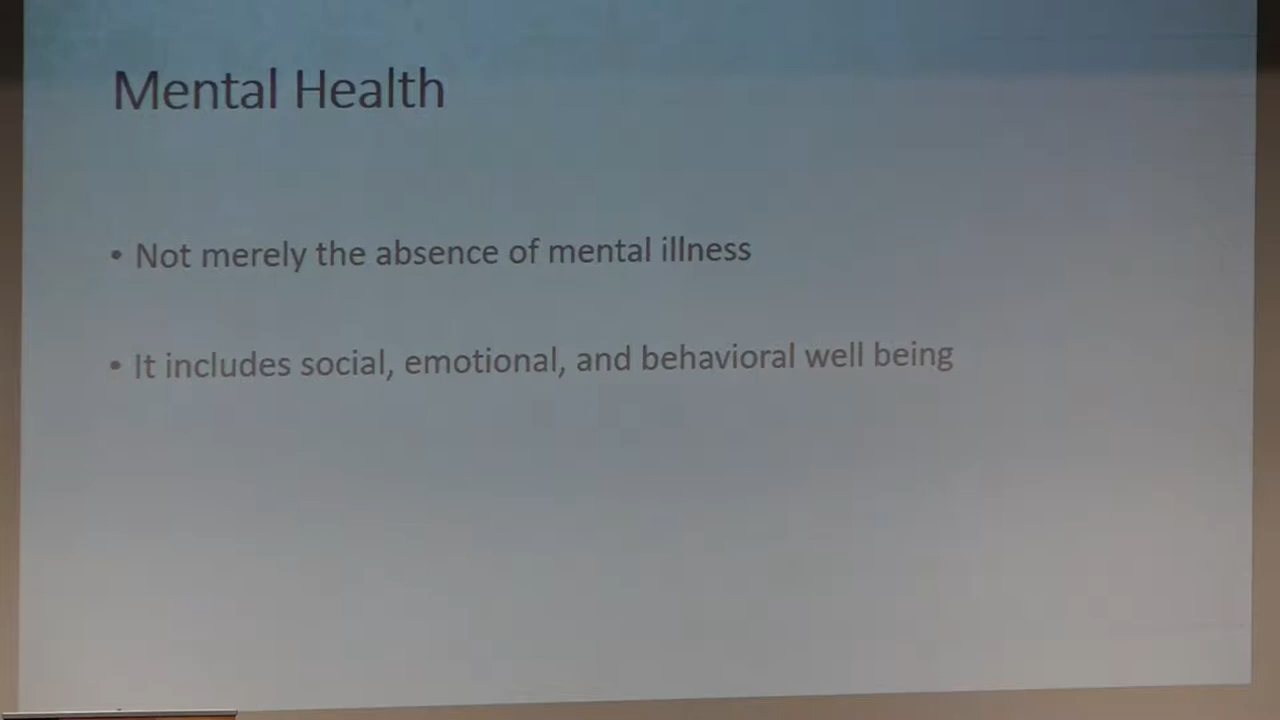 Mental Health
• Not merely the absence of mental illness
• It includes social, emotional, and behavioral well being